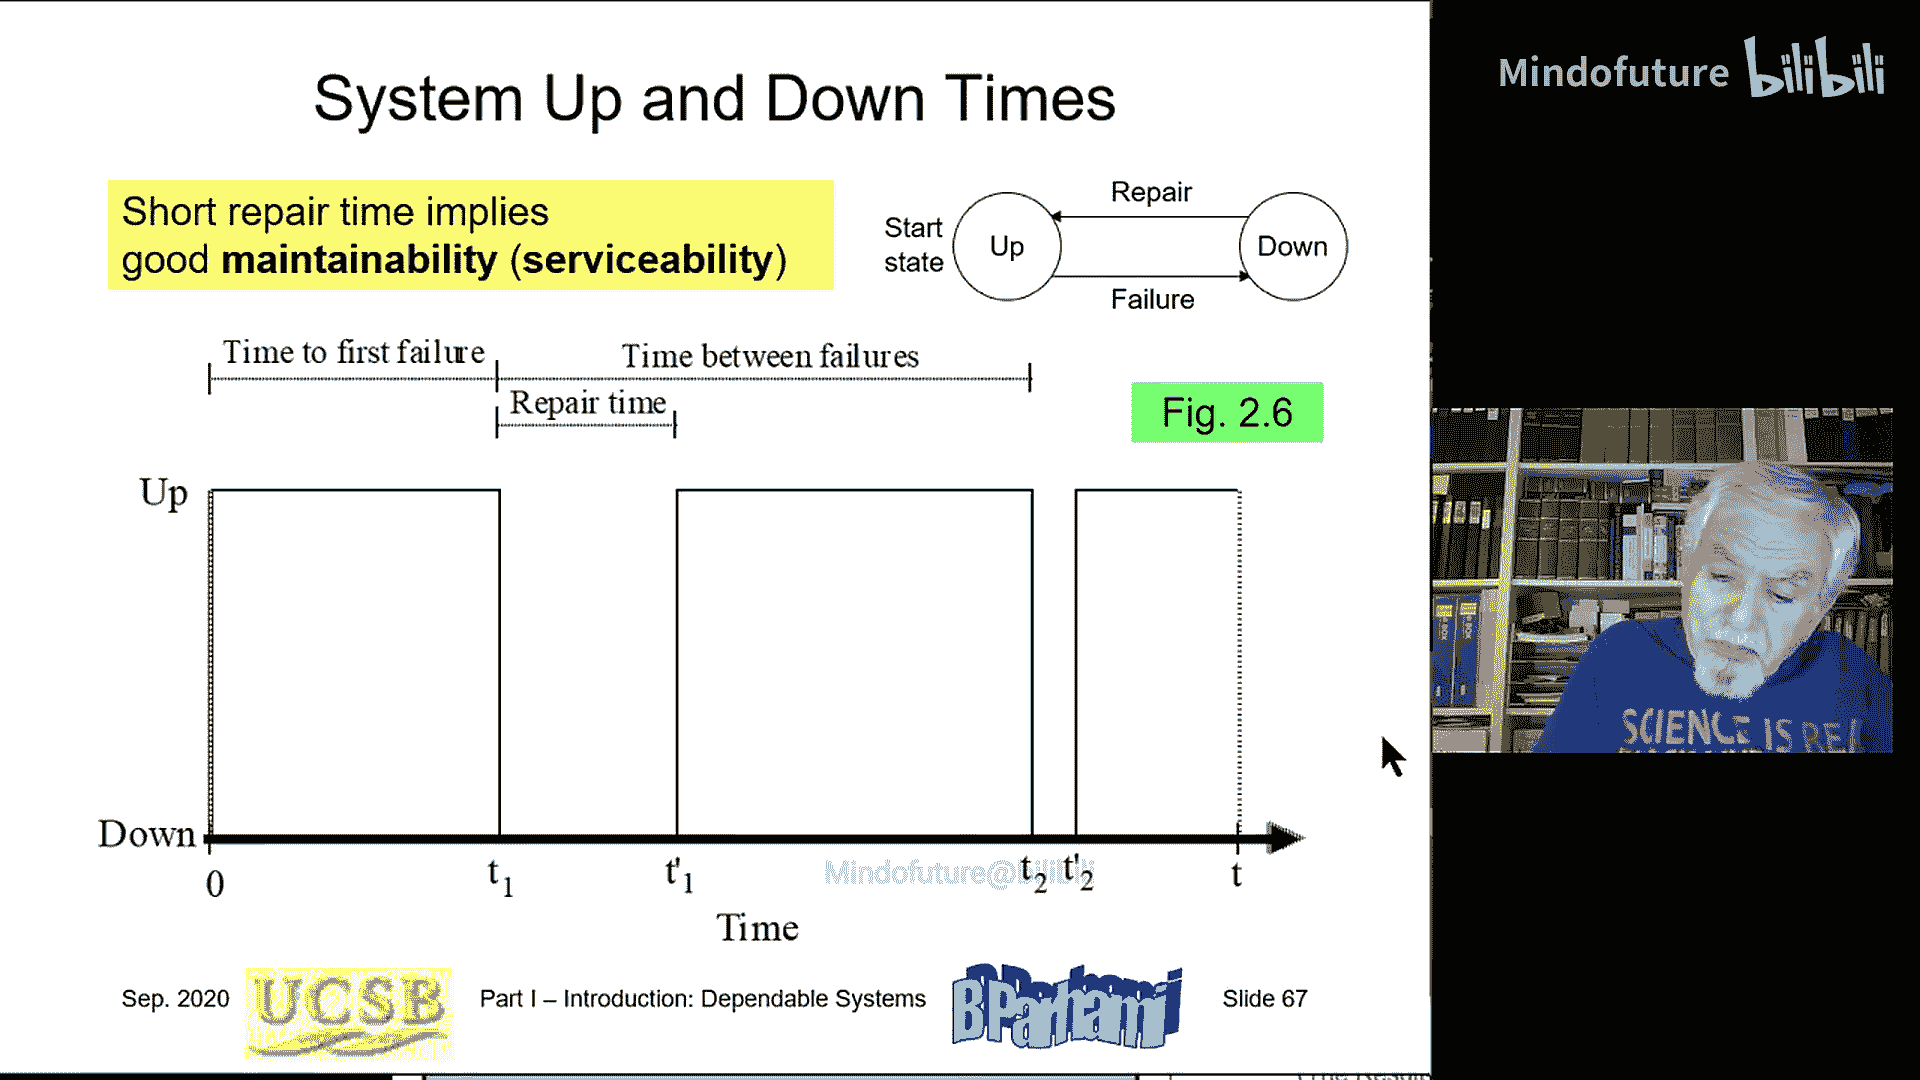 System Up and Down Times
Mindofuture bilibili
Short repair time implies
good maintainability (serviceability)
Start
state
Up
Repair
Failure
Down
Time to first failure
Time between failures
Repair time
Fig. 2.6
Up
Down
0
t1
t'1
t2
t'2
t
Mindofuture@bilibili
Time
SCIENCE IS REAL
Sep. 2020
UCSB
Part I – Introduction: Dependable Systems
B Parhami
Slide 67